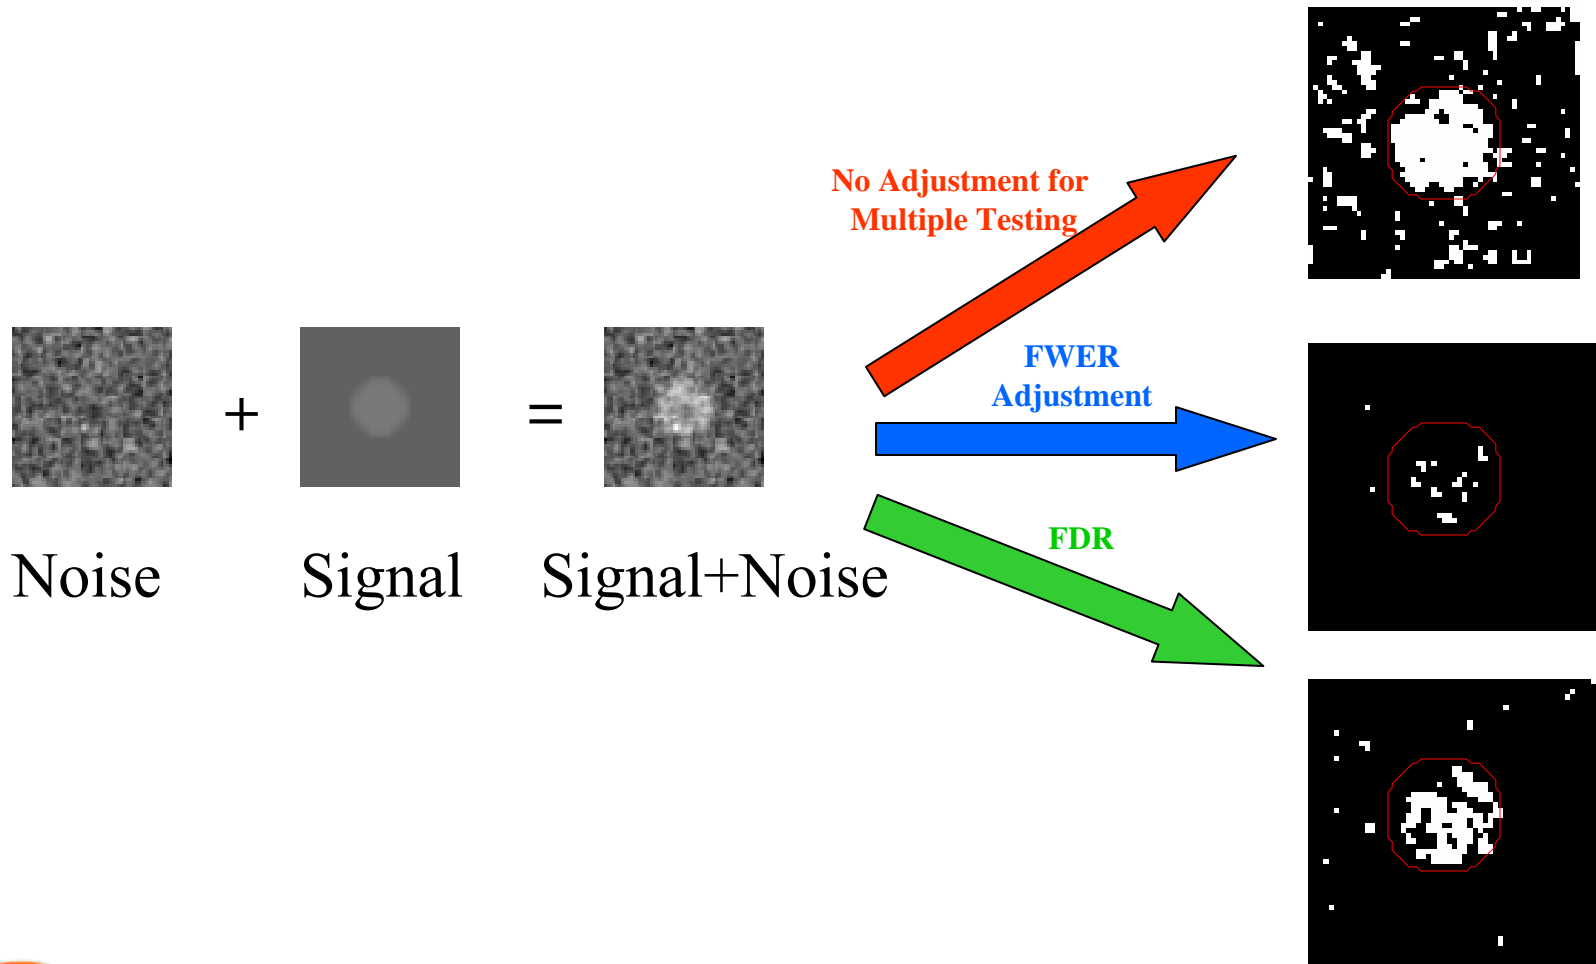 No Adjustment for
Multiple Testing
FWER
Adjustment
+
=
FDR
Noise
Signal
Signal+Noise